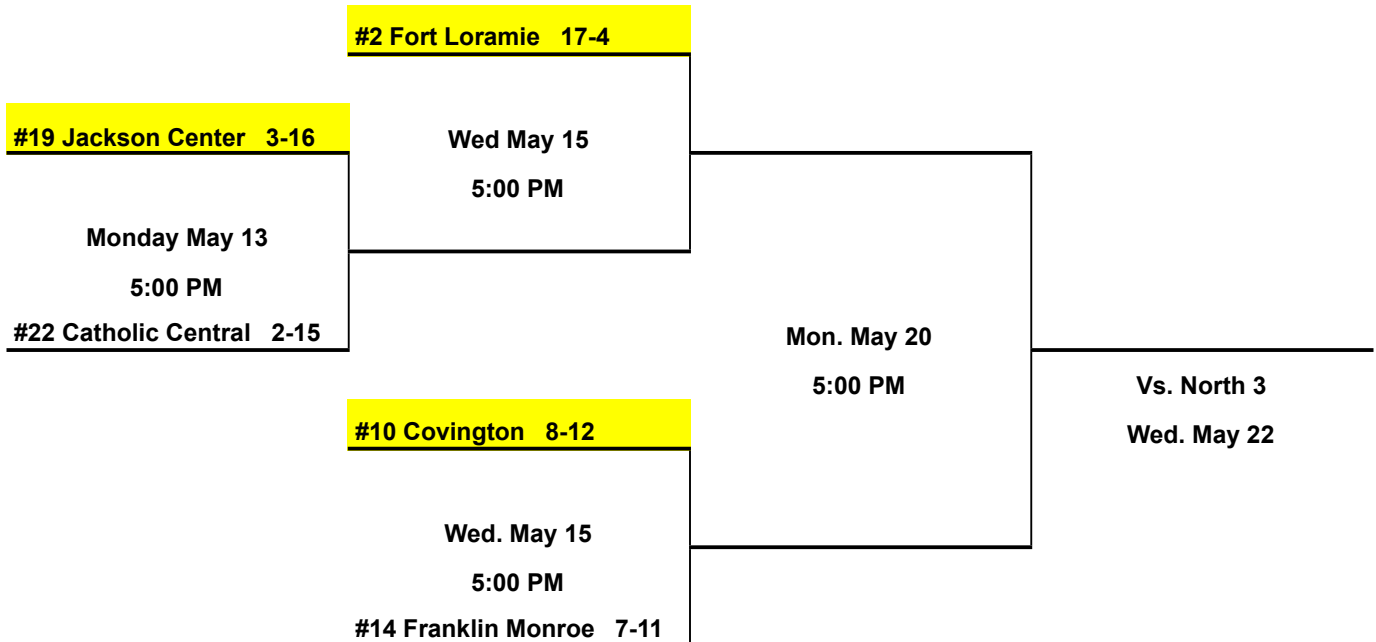 #2 Fort Loramie 17-4
#19 Jackson Center 3-16
Wed May 15
5:00 PM
Monday May 13
5:00 PM
#22 Catholic Central 2-15
Mon. May 20
5:00 PM
Vs. North 3
Wed. May 22
#10 Covington 8-12
Wed. May 15
5:00 PM
#14 Franklin Monroe 7-11